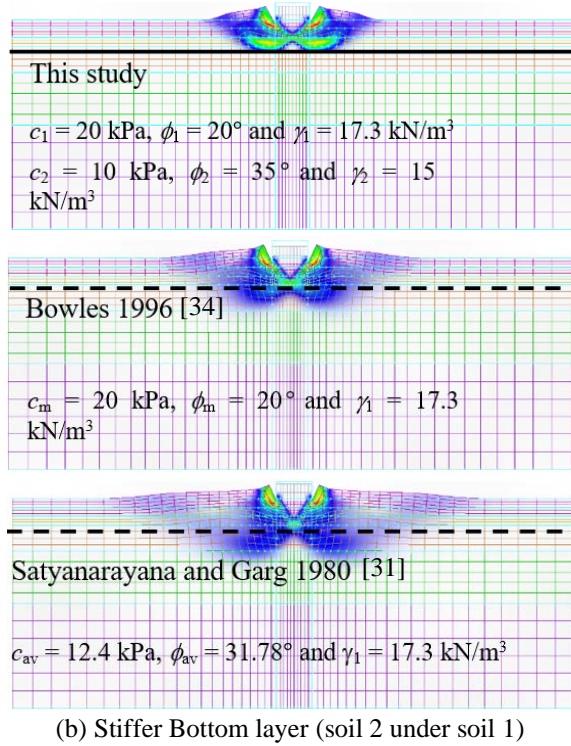 This study
c₁ = 20 kPa, ϕ₁ = 20° and γ₁ = 17.3 kN/m³
c₂ = 10 kPa, ϕ₂ = 35° and γ₂ = 15
kN/m³
Bowles 1996 [34]
cₘ = 20 kPa, ϕₘ = 20° and γ₁ = 17.3
kN/m³
Satyanarayana and Garg 1980 [31]
cav = 12.4 kPa, ϕav = 31.78° and γ₁ = 17.3 kN/m³
(b) Stiffer Bottom layer (soil 2 under soil 1)